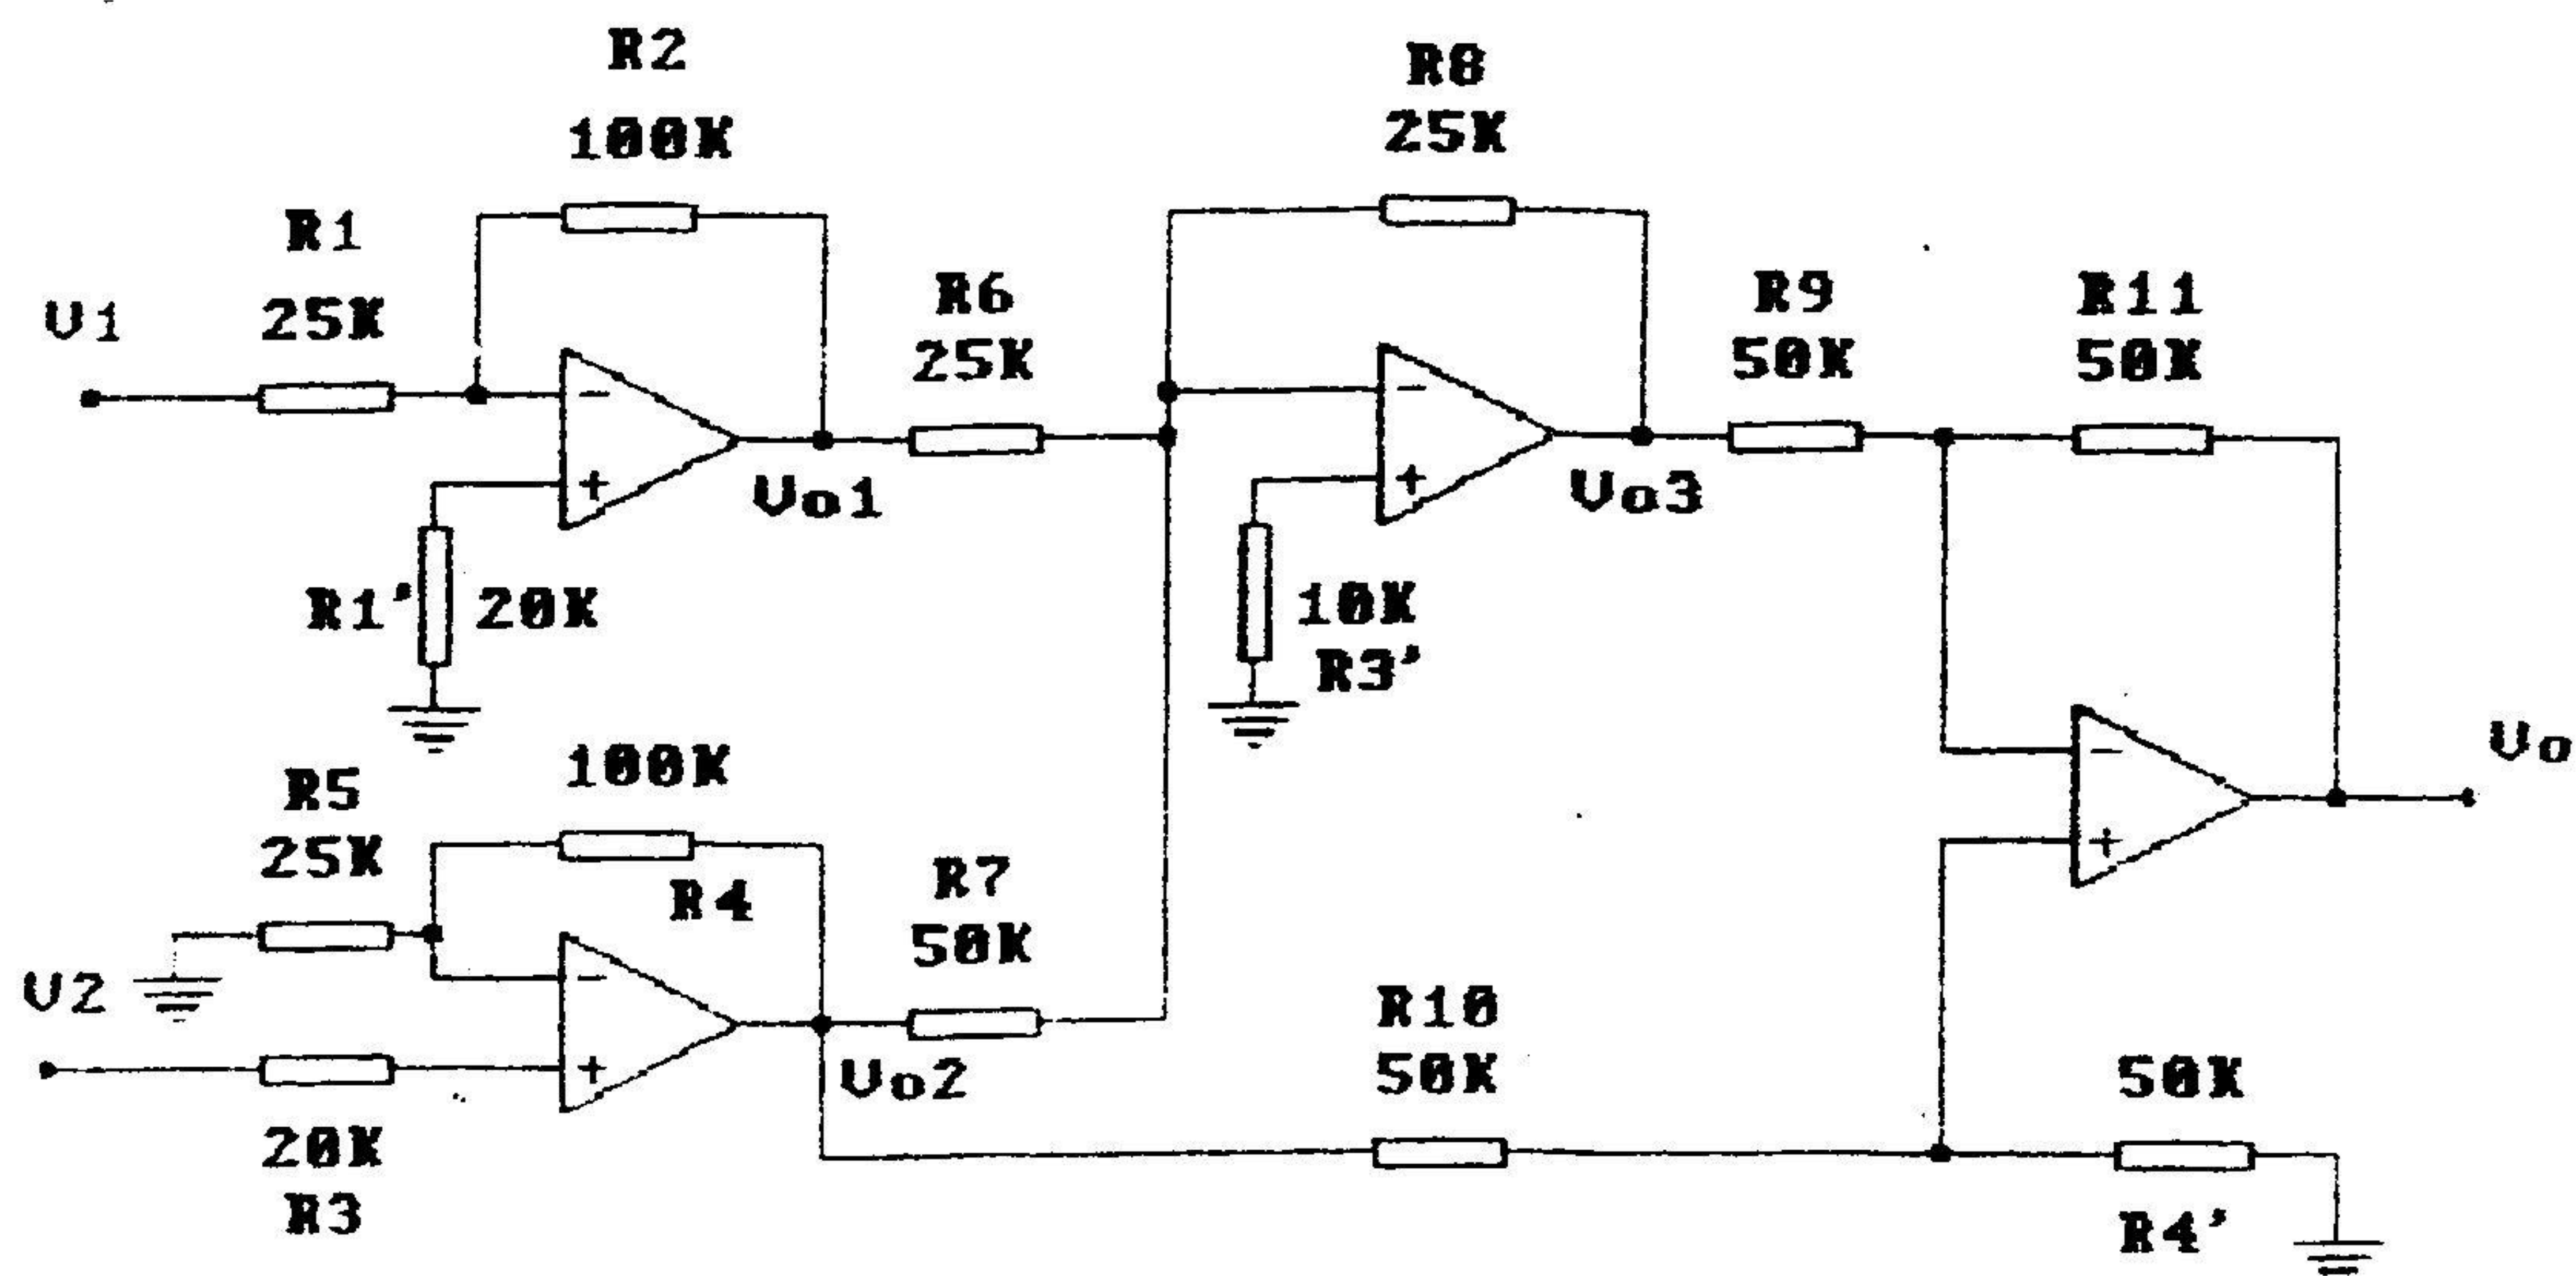 R2
100K
R8
25K
R1
25K
V1
R6
25K
R9
50K
R11
50K
−
+
Vo1
−
+
Vo3
R1'
20K
10K
R3'
R5
25K
100K
R4
R7
50K
−
+
Vo
V2
−
+
Vo2
R10
50K
50K
R4'
20K
R3